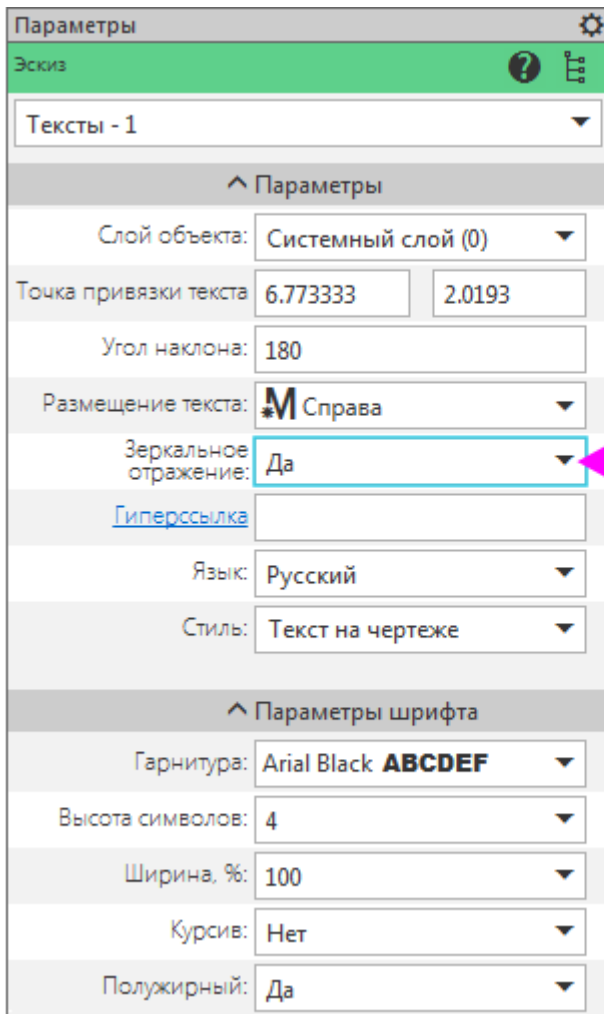 Параметры
Эскиз
Тексты - 1
Параметры
Слой объекта: Системный слой (0)
Точка привязки текста 6.773333 2.0193
Угол наклона: 180
Размещение текста: М Справа
Зеркальное
отражение: Да
Гиперссылка
Язык: Русский
Стиль: Текст на чертеже
Параметры шрифта
Гарнитура: Arial Black ABCDEF
Высота символов: 4
Ширина, %: 100
Курсив: Нет
Полужирный: Да